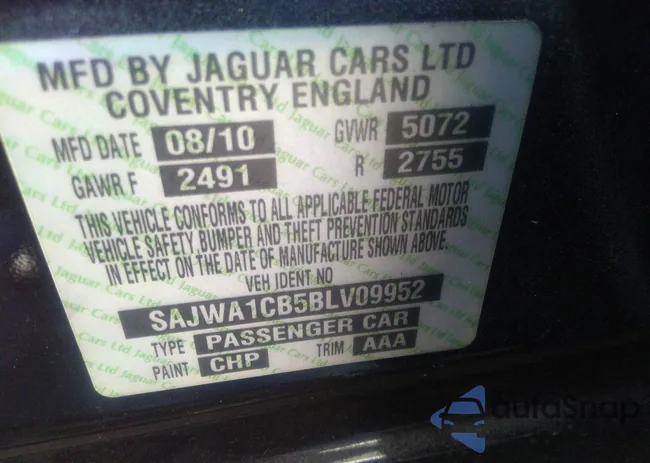 MFD BY JAGUAR CARS LTD
COVENTRY ENGLAND
MFD DATE 08/10 GVWR 5072
GAWR F 2491 R 2755
THIS VEHICLE CONFORMS TO ALL APPLICABLE FEDERAL MOTOR
VEHICLE SAFETY BUMPER AND THEFT PREVENTION STANDARDS
IN EFFECT ON THE DATE OF MANUFACTURE SHOWN ABOVE.
VEH IDENT NO
SAJWA1CB5BLV09952
TYPE PASSENGER CAR
PAINT CHP TRIM AAA
autoSnap